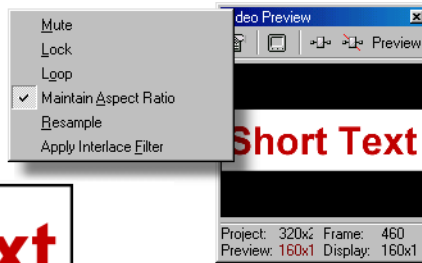 Mute
Lock
Loop
Maintain Aspect Ratio
Resample
Apply Interlace Filter
deo Preview
Preview
Short Text
Project: 320x2 Frame: 460
Preview: 160x1 Display: 160x1
xt